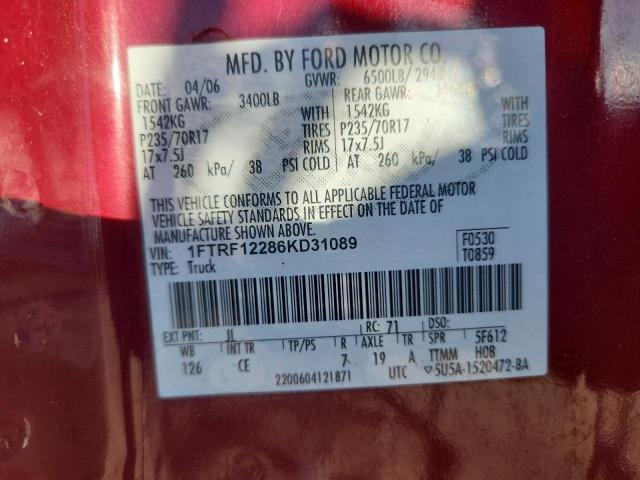 MFD. BY FORD MOTOR CO.
DATE: 04/06 GVWR: 6500LB/
FRONT GAWR: 3400LB REAR GAWR:
1542KG 1542KG
P235/70R17 TIRES P235/70R17 TIRES
17x7.5J RIMS 17x7.5J RIMS
AT 260 kPa/ 38 PSI COLD AT 260 kPa/ 38 PSI COLD
THIS VEHICLE CONFORMS TO ALL APPLICABLE FEDERAL MOTOR
VEHICLE SAFETY STANDARDS IN EFFECT ON THE DATE OF
MANUFACTURE SHOWN ABOVE.
VIN: 1FTRF12286KD31089 F0530
TYPE: Truck T0859
EXT PNT: JL RC: 71 DSO:
WB INT TR TP/PS R AXLE TR SPR 5F612
126 CE 7 19 A TTMM HOB
2200604121871 UTC ▽5U5A-1520472-BA